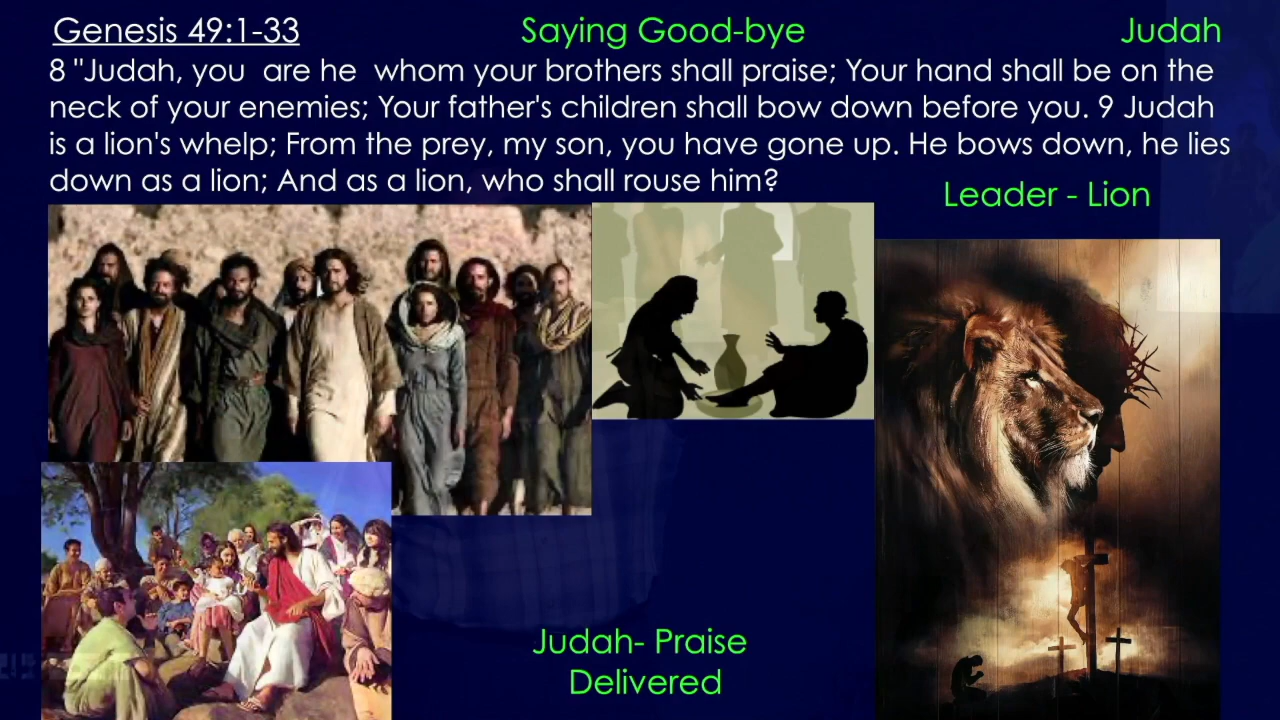 Genesis 49:1-33 Saying Good-bye Judah
8 "Judah, you are he whom your brothers shall praise; Your hand shall be on the
neck of your enemies; Your father's children shall bow down before you. 9 Judah
is a lion's whelp; From the prey, my son, you have gone up. He bows down, he lies
down as a lion; And as a lion, who shall rouse him?
Leader - Lion
Judah- Praise
Delivered